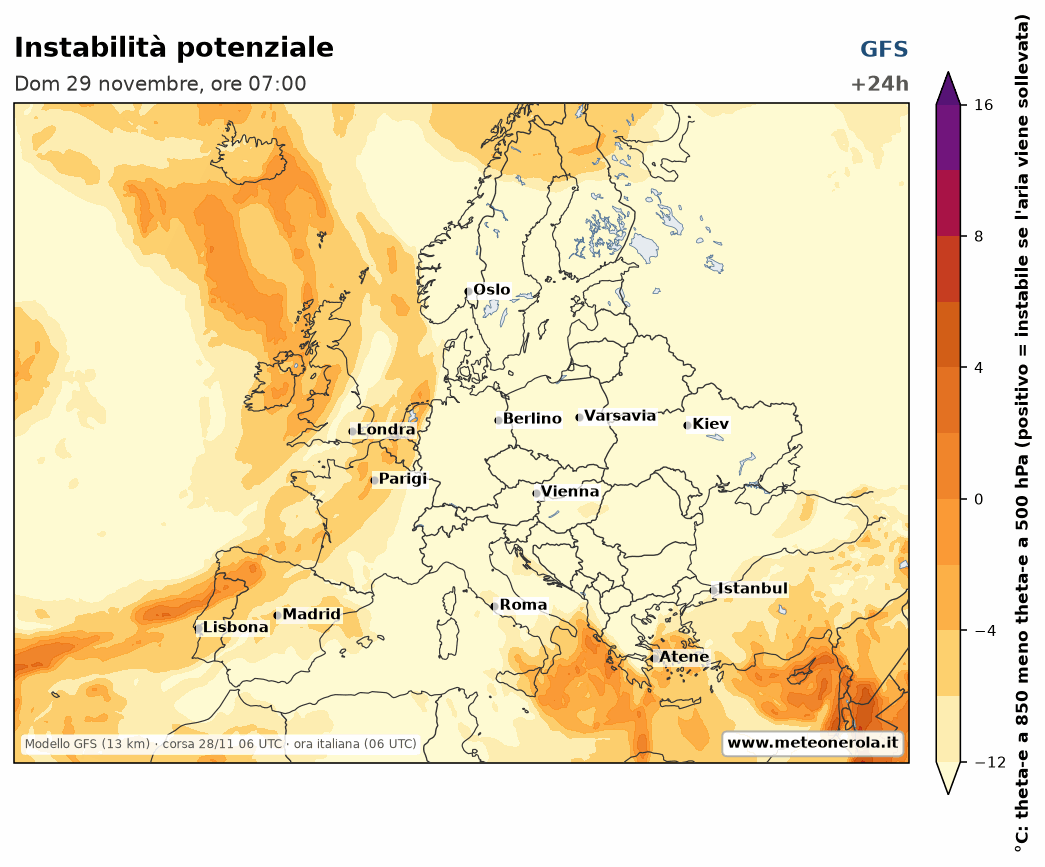 Instabilità potenziale
GFS
Dom 29 novembre, ore 07:00
+24h
16
8
4
0
−4
−12
°C: theta-e a 850 meno theta-e a 500 hPa (positivo = instabile se l'aria viene sollevata)
Oslo
Berlino
Varsavia
Kiev
Londra
Parigi
Vienna
Istanbul
Roma
Madrid
Lisbona
Atene
Modello GFS (13 km) · corsa 28/11 06 UTC · ora italiana (06 UTC)
www.meteonerola.it